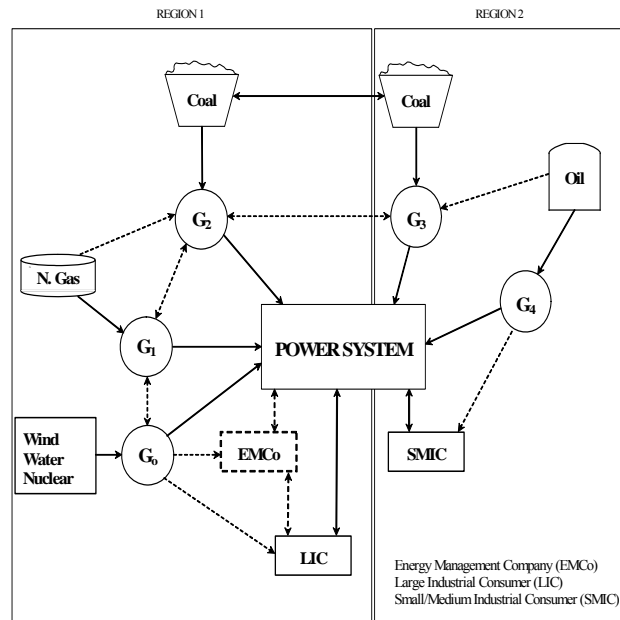 REGION 1
REGION 2
Coal
Coal
Oil
G2
G3
N. Gas
G4
G1
POWER SYSTEM
Wind
Water
Nuclear
Go
EMCo
SMIC
LIC
Energy Management Company (EMCo)
Large Industrial Consumer (LIC)
Small/Medium Industrial Consumer (SMIC)